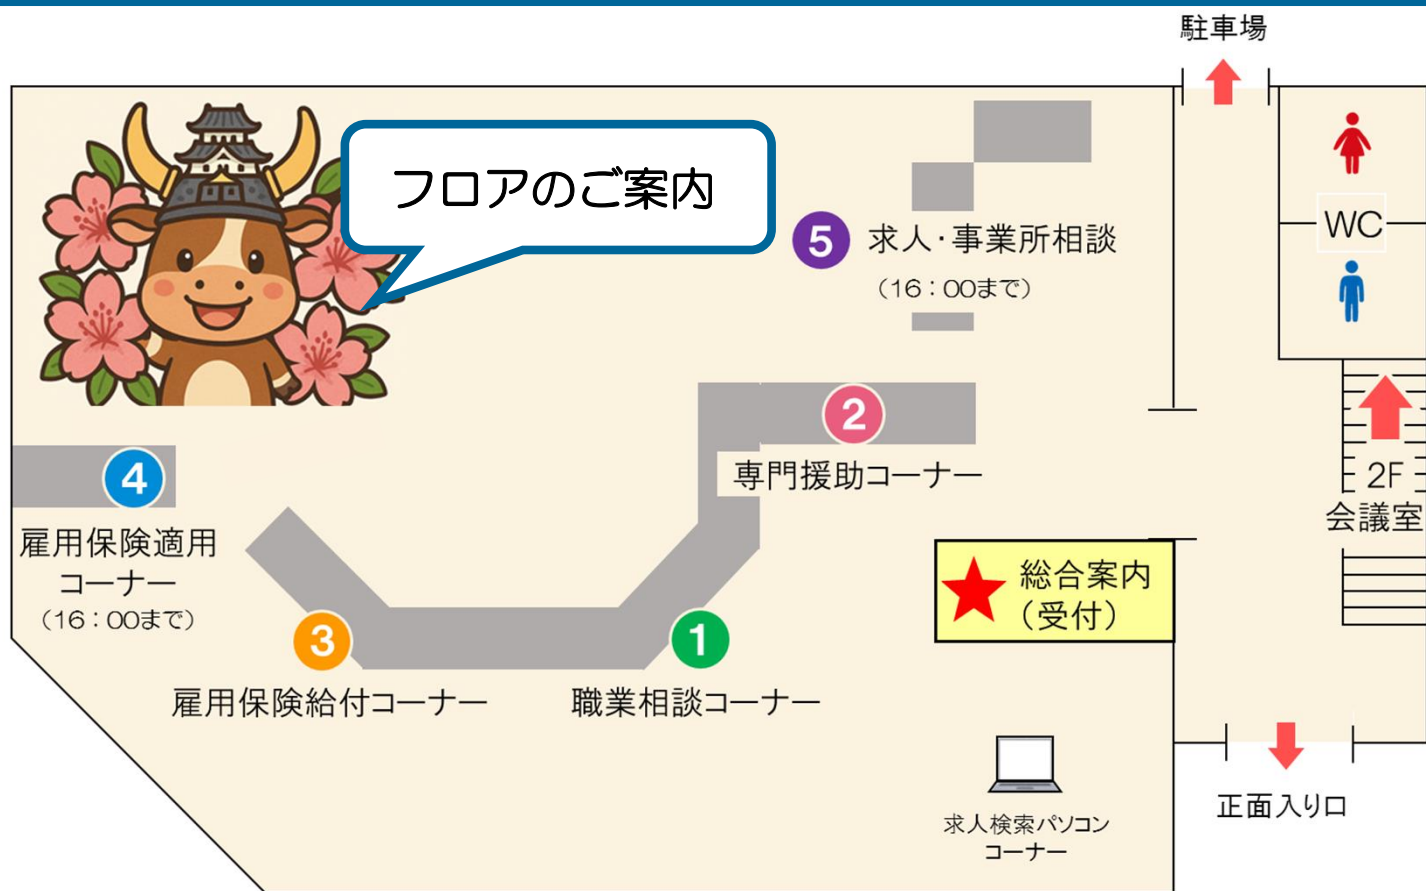 駐車場
フロアのご案内
WC
5 求人・事業所相談
（16：00まで）
2
専門援助コーナー
4
雇用保険適用
コーナー
（16：00まで）
2F
会議室
総合案内
（受付）
3
雇用保険給付コーナー
1
職業相談コーナー
求人検索パソコン
コーナー
正面入り口